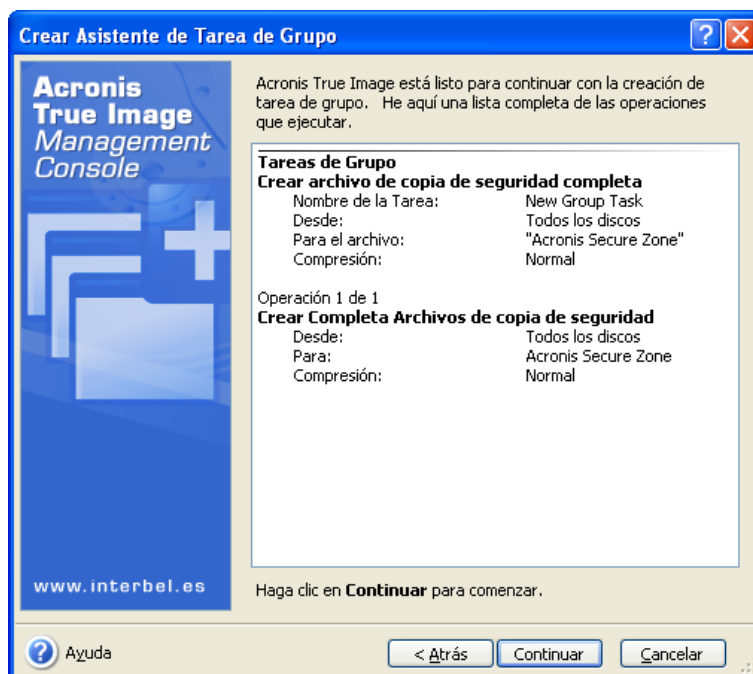 Crear Asistente de Tarea de Grupo
Acronis
True Image
Management
Console
Acronis True Image está listo para continuar con la creación de
tarea de grupo. He aquí una lista completa de las operaciones
que ejecutar.
Tareas de Grupo
Crear archivo de copia de seguridad completa
Nombre de la Tarea: New Group Task
Desde: Todos los discos
Para el archivo: "Acronis Secure Zone"
Compresión: Normal
Operación 1 de 1
Crear Completa Archivos de copia de seguridad
Desde: Todos los discos
Para: Acronis Secure Zone
Compresión: Normal
www.interbel.es
Haga clic en Continuar para comenzar.
Ayuda
< Atrás
Continuar
Cancelar